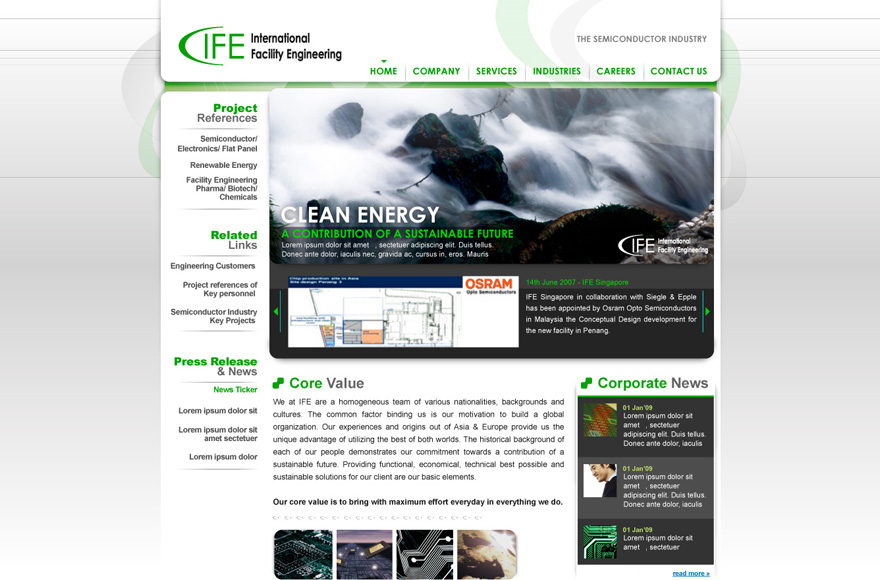 IFE International
Facility Engineering
THE SEMICONDUCTOR INDUSTRY
HOME COMPANY SERVICES INDUSTRIES CAREERS CONTACT US
Project
References
Semiconductor/
Electronics/ Flat Panel
Renewable Energy
Facility Engineering
Pharma/ Biotech/
Chemicals
Related
Links
Engineering Customers
Project references of
Key personnel
Semiconductor Industry
Key Projects
Press Release
& News
News Ticker
Lorem ipsum dolor sit
Lorem ipsum dolor sit
amet sectetuer
Lorem ipsum dolor
CLEAN ENERGY
A CONTRIBUTION OF A SUSTAINABLE FUTURE
Lorem ipsum dolor sit amet , sectetuer adipiscing elit. Duis tellus.
Donec ante dolor, iaculis nec, gravida ac, cursus in, eros. Mauris
IFE International
Facility Engineering
Chip production site in Asia
Site design Penang
OSRAM
Opto Semiconductors
14th June 2007 - IFE Singapore
IFE Singapore in collaboration with Siegle & Epple
has been appointed by Osram Opto Semiconductors
in Malaysia the Conceptual Design development for
the new facility in Penang.
Core Value
We at IFE are a homogeneous team of various nationalities, backgrounds and
cultures. The common factor binding us is our motivation to build a global
organization. Our experiences and origins out of Asia & Europe provide us the
unique advantage of utilizing the best of both worlds. The historical background of
each of our people demonstrates our commitment towards a contribution of a
sustainable future. Providing functional, economical, technical best possible and
sustainable solutions for our client are our basic elements.
Our core value is to bring with maximum effort everyday in everything we do.
Corporate News
01 Jan'09
Lorem ipsum dolor sit
amet , sectetuer
adipiscing elit. Duis tellus.
Donec ante dolor, iaculis
01 Jan'09
Lorem ipsum dolor sit
amet , sectetuer
adipiscing elit. Duis tellus.
Donec ante dolor, iaculis
01 Jan'09
Lorem ipsum dolor sit
amet , sectetuer
read more »